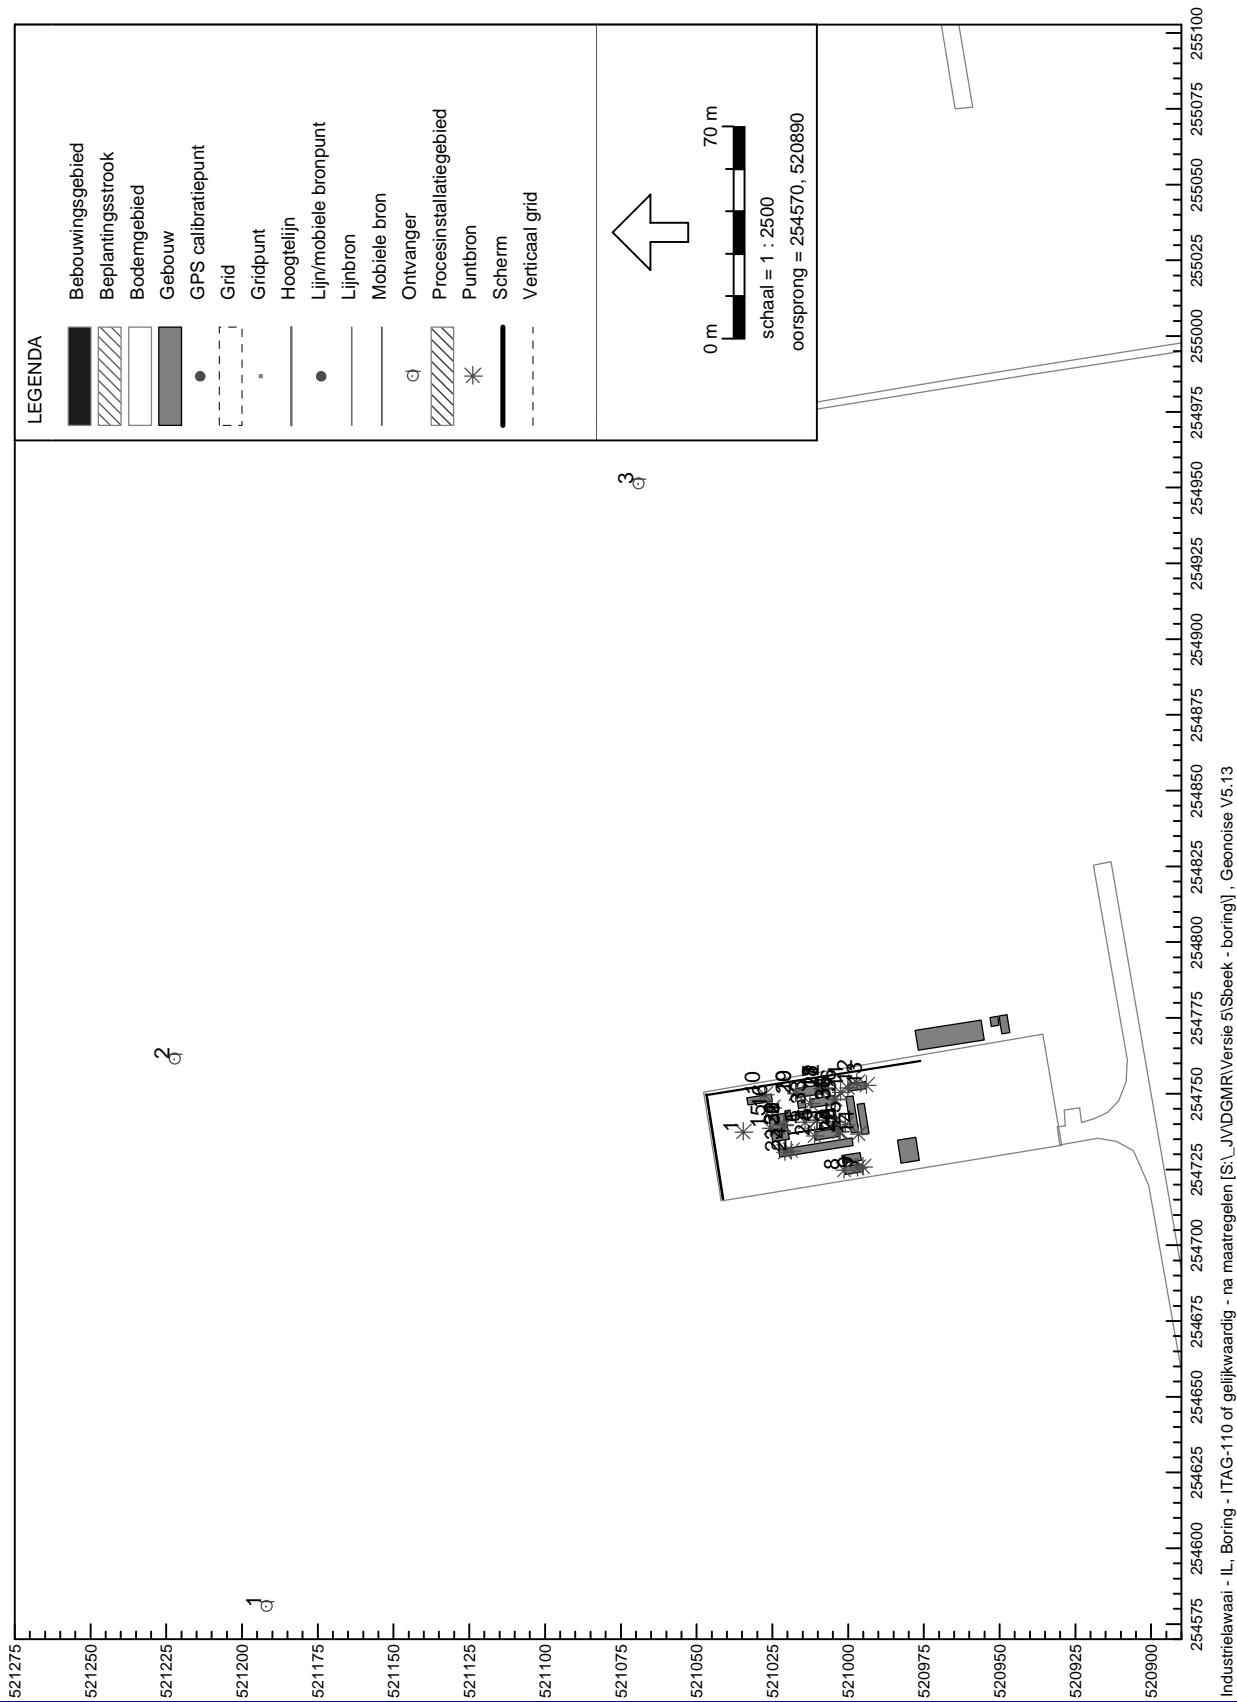 LEGENDA
Bebouwingsgebied
Beplantingsstrook
Bodemgebied
Gebouw
GPS calibratiepunt
Grid
Gridpunt
Hoogtelijn
Lijn/mobiele bronpunt
Lijnbron
Mobiele bron
Ontvanger
Procesinstallatiegebied
Puntbron
Scherm
Verticaal grid
0 m 70 m
schaal = 1 : 2500
oorsprong = 254570, 520890
1
2
3
1
10
8
521275
521250
521225
521200
521175
521150
521125
521100
521075
521050
521025
521000
520975
520950
520925
520900
254575 254600 254625 254650 254675 254700 254725 254750 254775 254800 254825 254850 254875 254900 254925 254950 254975 255000 255025 255050 255075 255100
Industrielawaai - IL, Boring - ITAG-110 of gelijkwaardig - na maatregelen [S:\_JV\DGMR\Versie 5\Sbeek - boring\] , Geonoise V5.13